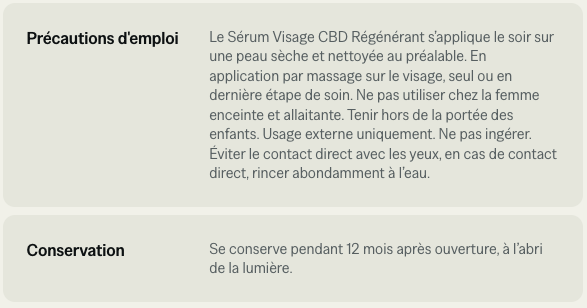 Précautions d'emploi
Le Sérum Visage CBD Régénérant s'applique le soir sur
une peau sèche et nettoyée au préalable. En
application par massage sur le visage, seul ou en
dernière étape de soin. Ne pas utiliser chez la femme
enceinte et allaitante. Tenir hors de la portée des
enfants. Usage externe uniquement. Ne pas ingérer.
Éviter le contact direct avec les yeux, en cas de contact
direct, rincer abondamment à l'eau.
Conservation
Se conserve pendant 12 mois après ouverture, à l'abri
de la lumière.